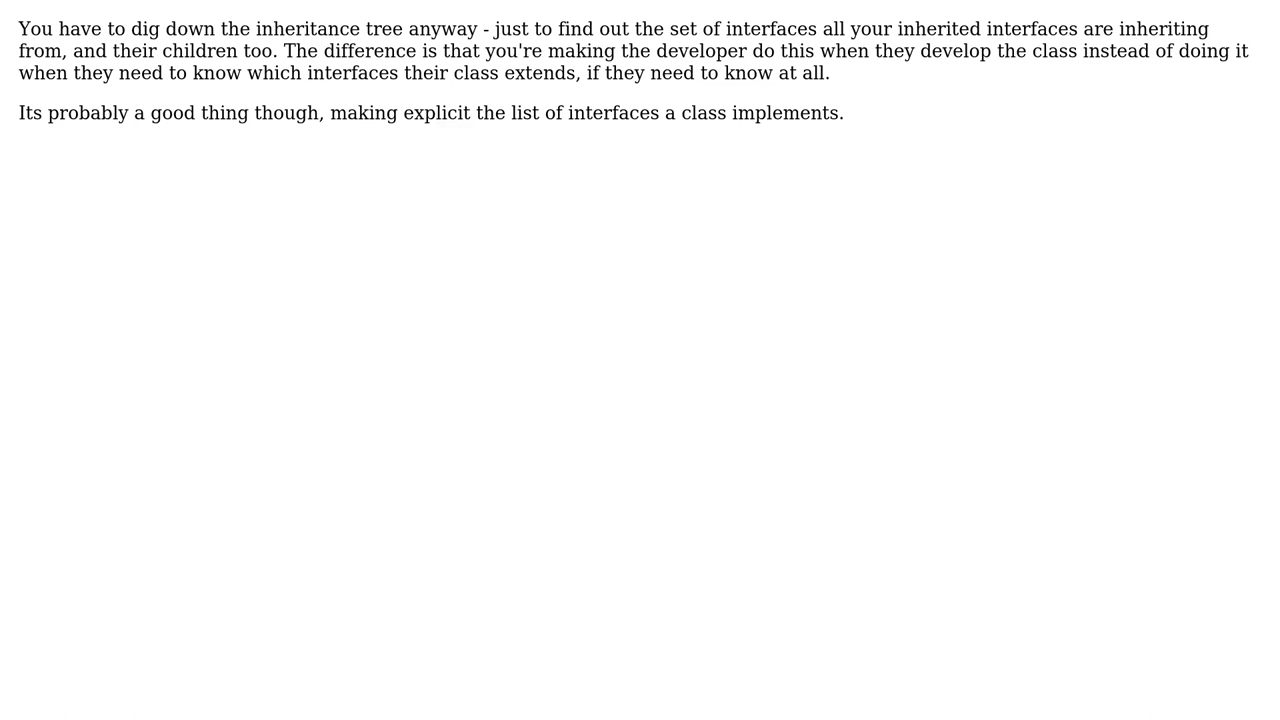 You have to dig down the inheritance tree anyway - just to find out the set of interfaces all your inherited interfaces are inheriting
from, and their children too. The difference is that you're making the developer do this when they develop the class instead of doing it
when they need to know which interfaces their class extends, if they need to know at all.
Its probably a good thing though, making explicit the list of interfaces a class implements.